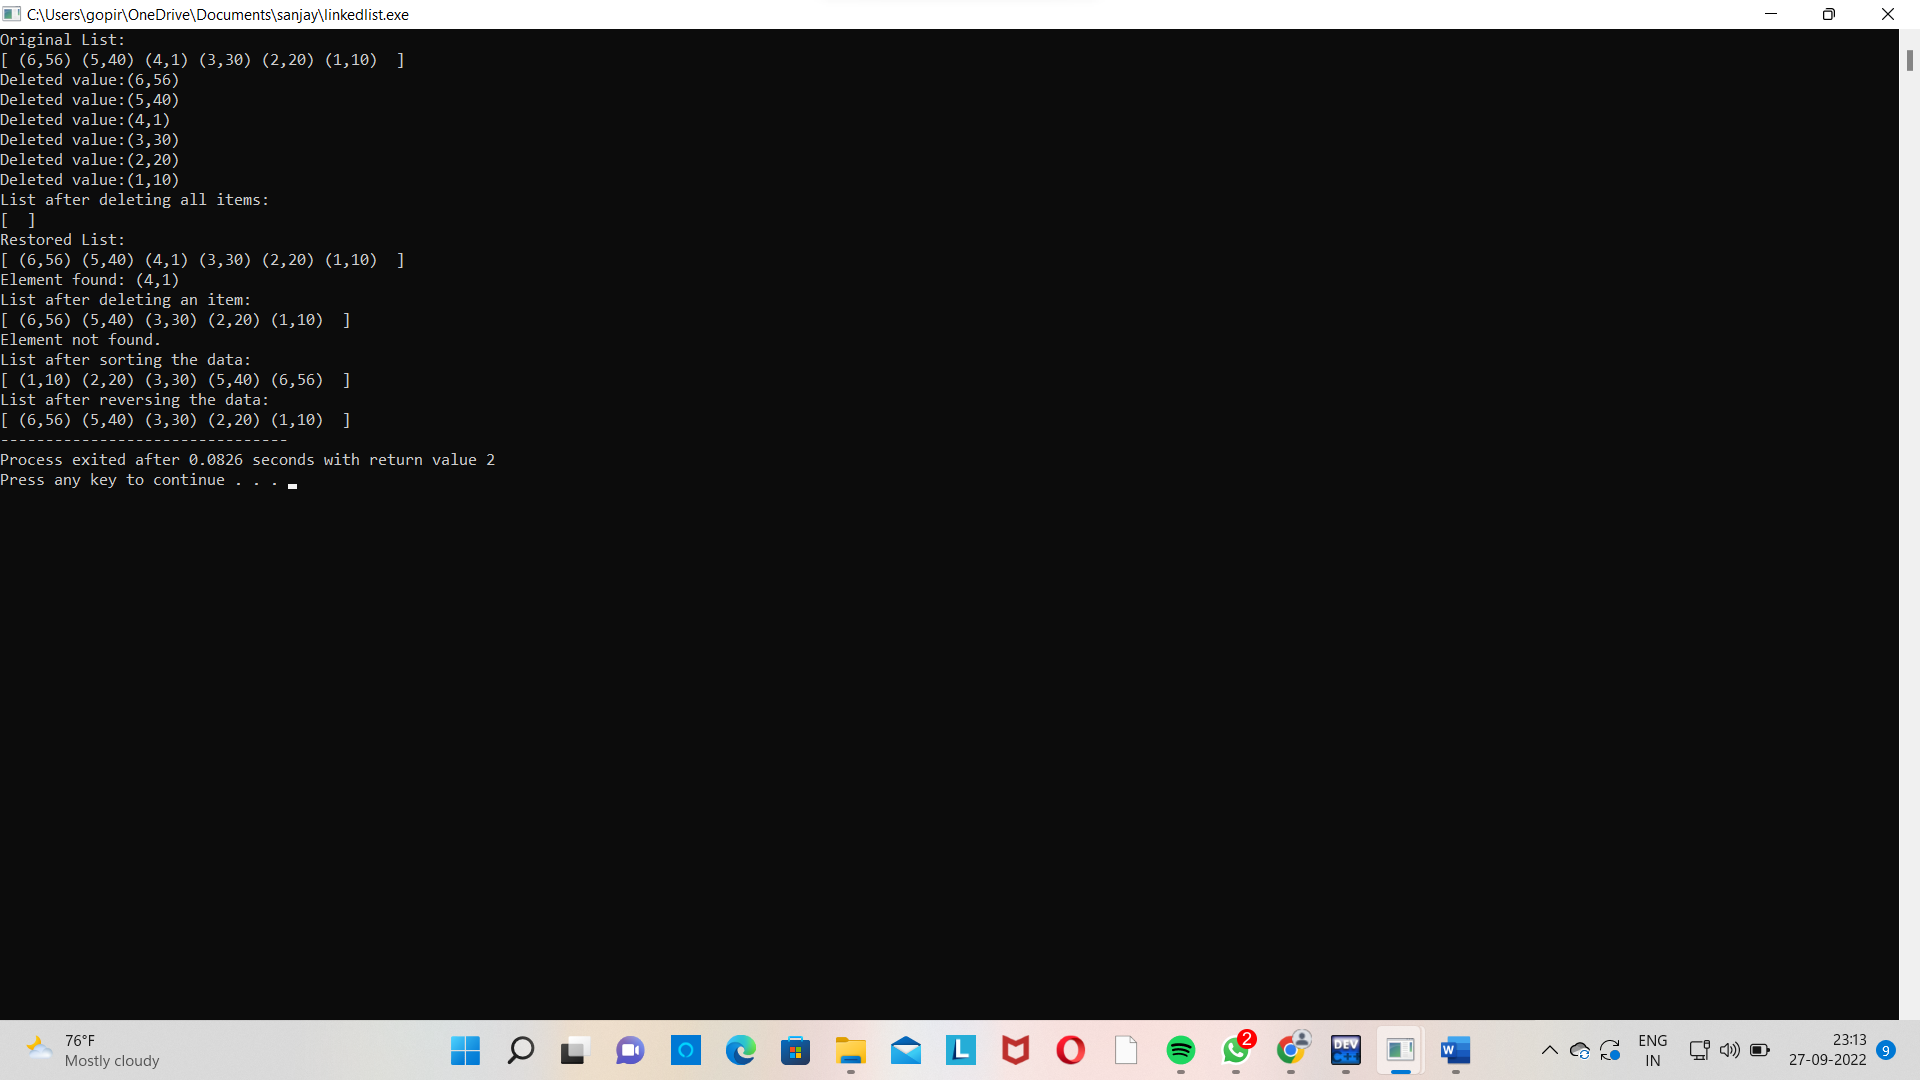 C:\Users\gopir\OneDrive\Documents\sanjay\linkedlist.exe
Original List:
[ (6,56) (5,40) (4,1) (3,30) (2,20) (1,10)  ]
Deleted value:(6,56)
Deleted value:(5,40)
Deleted value:(4,1)
Deleted value:(3,30)
Deleted value:(2,20)
Deleted value:(1,10)
List after deleting all items:
[  ]
Restored List:
[ (6,56) (5,40) (4,1) (3,30) (2,20) (1,10)  ]
Element found: (4,1)
List after deleting an item:
[ (6,56) (5,40) (3,30) (2,20) (1,10)  ]
Element not found.
List after sorting the data:
[ (1,10) (2,20) (3,30) (5,40) (6,56)  ]
List after reversing the data:
[ (6,56) (5,40) (3,30) (2,20) (1,10)  ]
--------------------------------
Process exited after 0.0826 seconds with return value 2
Press any key to continue . . .
76°F
Mostly cloudy
L
2
DEV
C++
W
ENG
IN
23:13
27-09-2022
9